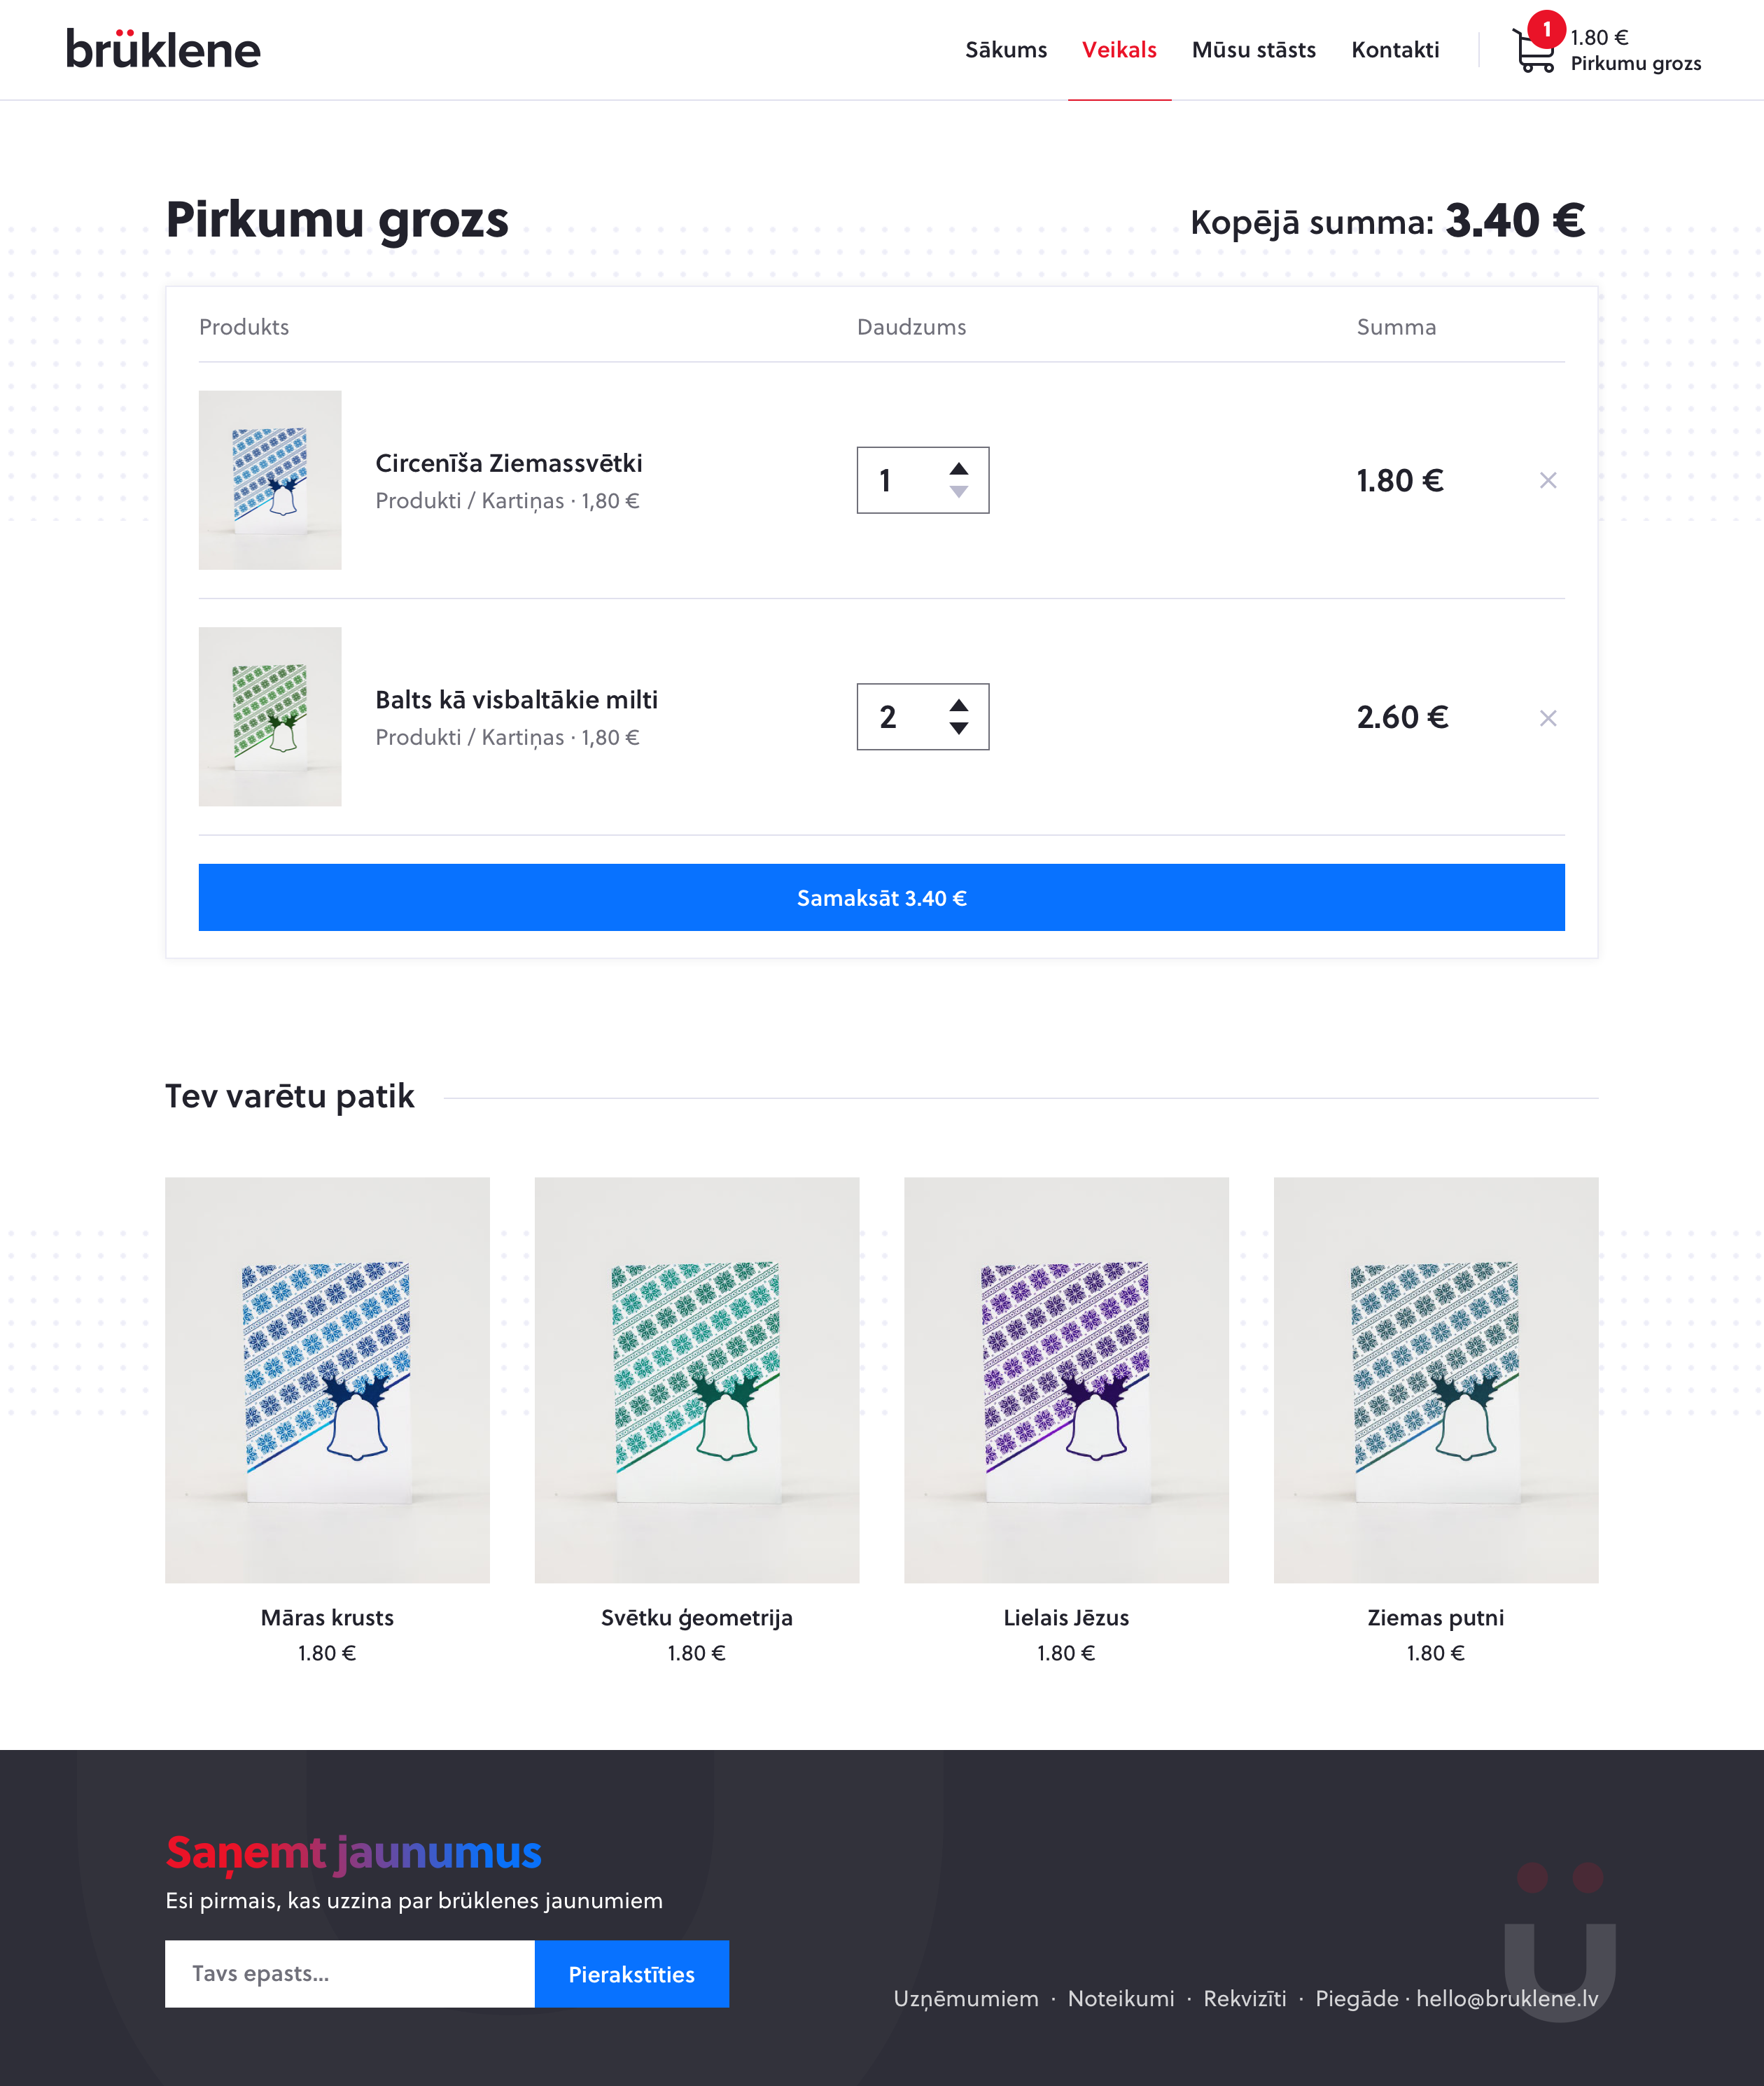 brüklene
Sākums Veikals Mūsu stāsts Kontakti
1
1.80 €
Pirkumu grozs
Pirkumu grozs
Kopējā summa: 3.40 €
Produkts Daudzums Summa
Circenīša Ziemassvētki
Produkti / Kartiņas · 1,80 €
1
1.80 €
Balts kā visbaltākie milti
Produkti / Kartiņas · 1,80 €
2
2.60 €
Samaksāt 3.40 €
Tev varētu patik
Māras krusts
1.80 €
Svētku ģeometrija
1.80 €
Lielais Jēzus
1.80 €
Ziemas putni
1.80 €
Saņemt jaunumus
Esi pirmais, kas uzzina par brüklenes jaunumiem
Tavs epasts...
Pierakstīties
ü
Uzņēmumiem · Noteikumi · Rekvizīti · Piegāde · hello@bruklene.lv